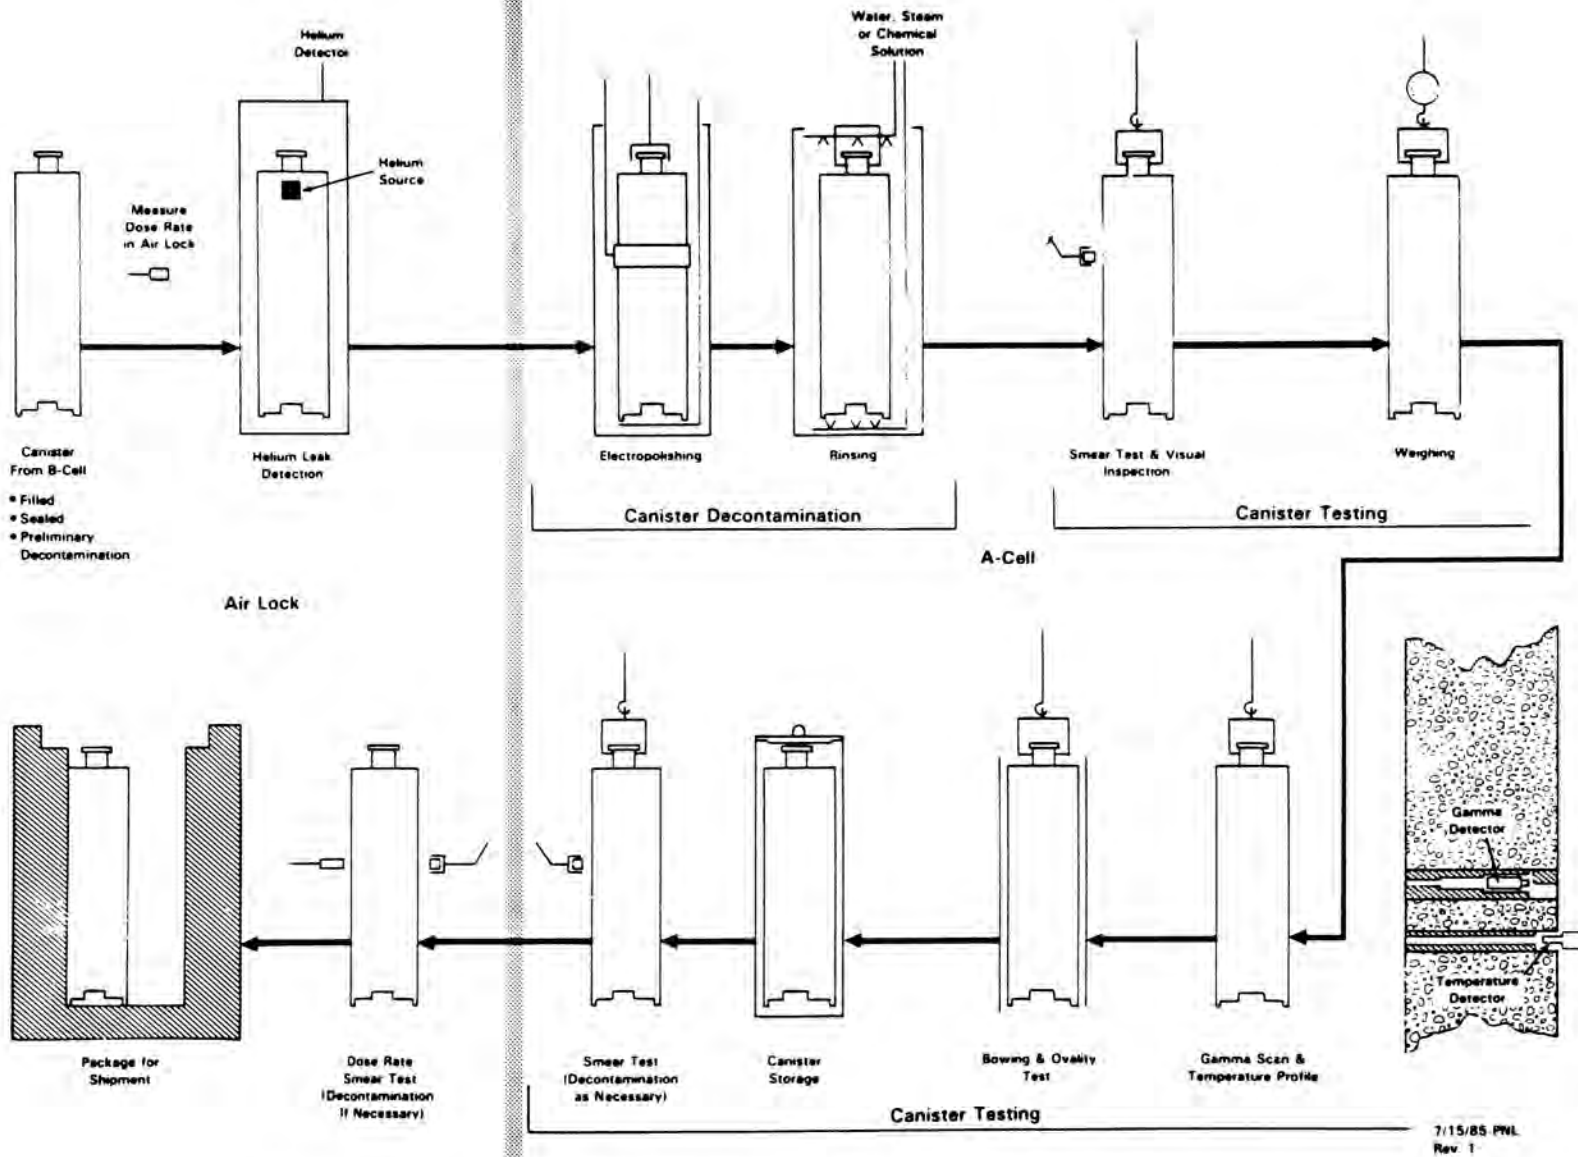 Helium
Detector
Water, Steam
or Chemical
Solution
Measure
Dose Rate
in Air Lock
Helium
Source
Canister
From B-Cell
• Filled
• Sealed
• Preliminary
Decontamination
Helium Leak
Detection
Electropolishing
Rinsing
Smear Test & Visual
Inspection
Weighing
Canister Decontamination
Canister Testing
A-Cell
Air Lock
Gamma
Detector
Temperature
Detector
Package for
Shipment
Dose Rate
Smear Test
(Decontamination
If Necessary)
Smear Test
(Decontamination
as Necessary)
Canister
Storage
Bowing & Ovality
Test
Gamma Scan &
Temperature Profile
Canister Testing
7/15/85 PNL
Rev. 1